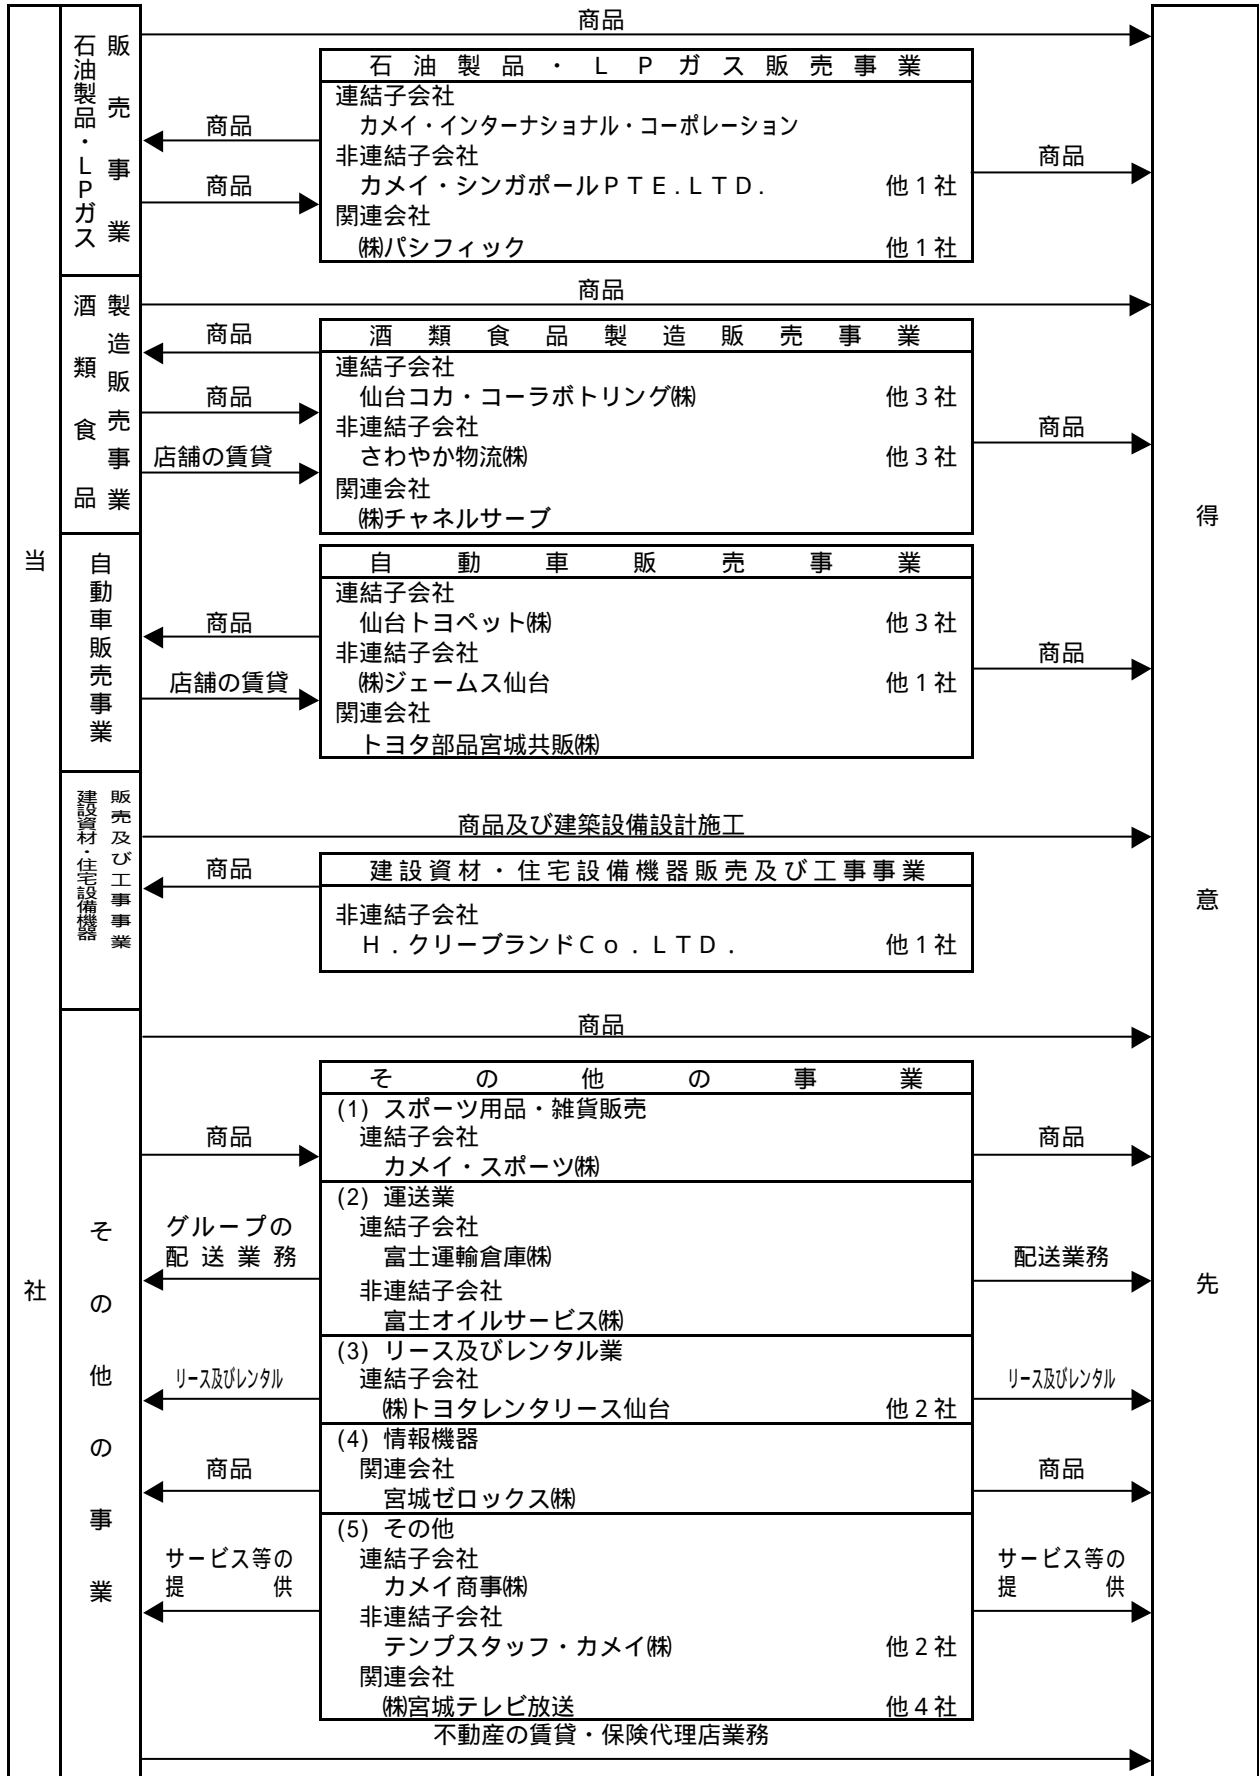 当社
得意先
石油製品・LPガス
販売事業
商品
石油製品・LPガス販売事業
連結子会社
カメイ・インターナショナル・コーポレーション
商品
非連結子会社
商品
カメイ・シンガポールPTE.LTD. 他1社
商品
関連会社
㈱パシフィック 他1社
酒類食品
製造販売事業
商品
商品
酒類食品製造販売事業
連結子会社
仙台コカ・コーラボトリング㈱ 他3社
商品
非連結子会社
商品
さわやか物流㈱ 他3社
店舗の賃貸
関連会社
㈱チャネルサーブ
自動車販売事業
自動車販売事業
連結子会社
仙台トヨペット㈱ 他3社
商品
非連結子会社
商品
㈱ジェームス仙台 他1社
店舗の賃貸
関連会社
トヨタ部品宮城共販㈱
建設資材・住宅設備機器
販売及び工事事業
商品及び建築設備設計施工
商品
建設資材・住宅設備機器販売及び工事事業
非連結子会社
H.クリーブランドCo.LTD. 他1社
その他の事業
商品
その他の事業
(1) スポーツ用品・雑貨販売
商品
連結子会社
商品
カメイ・スポーツ㈱
(2) 運送業
グループの
配送業務
連結子会社
富士運輸倉庫㈱
配送業務
非連結子会社
富士オイルサービス㈱
(3) リース及びレンタル業
リース及びレンタル
連結子会社
リース及びレンタル
㈱トヨタレンタリース仙台 他2社
(4) 情報機器
商品
関連会社
商品
宮城ゼロックス㈱
(5) その他
サービス等の
提供
連結子会社
サービス等の
提供
カメイ商事㈱
非連結子会社
テンプスタッフ・カメイ㈱ 他2社
関連会社
㈱宮城テレビ放送 他4社
不動産の賃貸・保険代理店業務